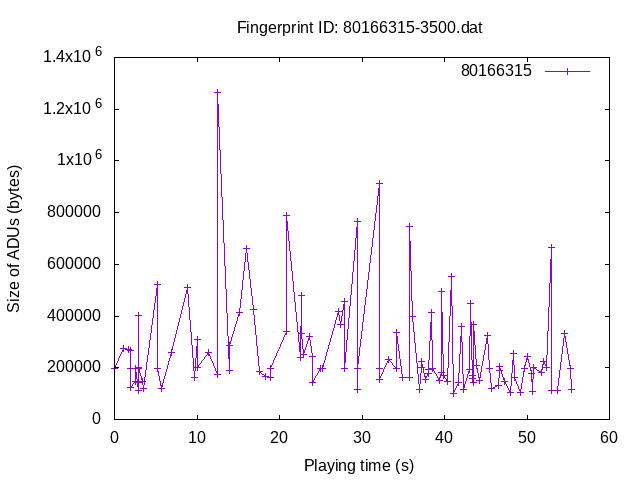 Fingerprint ID: 80166315-3500.dat
80166315
1.4x10^6
1.2x10^6
1x10^6
800000
600000
400000
200000
0
0 10 20 30 40 50 60
Size of ADUs (bytes)
Playing time (s)